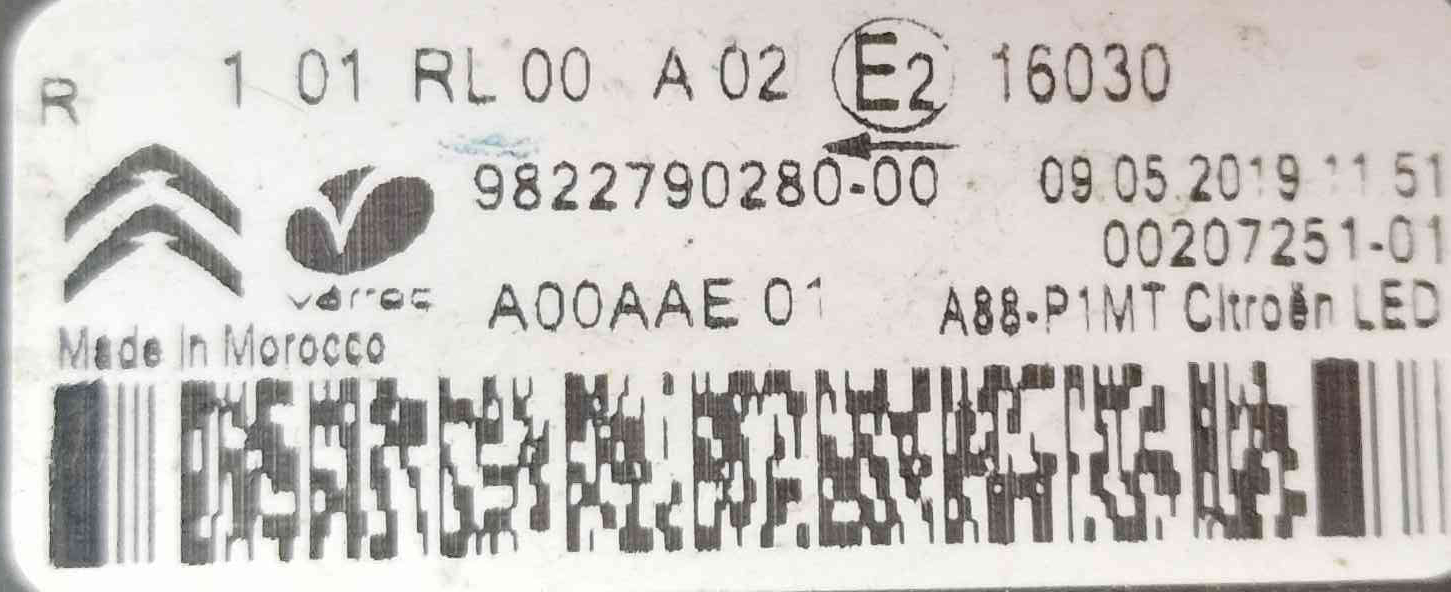 R 1 01 RL 00 A 02 E2 16030
9822790280-00 09.05.2019 11 51
00207251-01
varroc
A00AAE 01 A88-P1MT Citroën LED
Made in Morocco